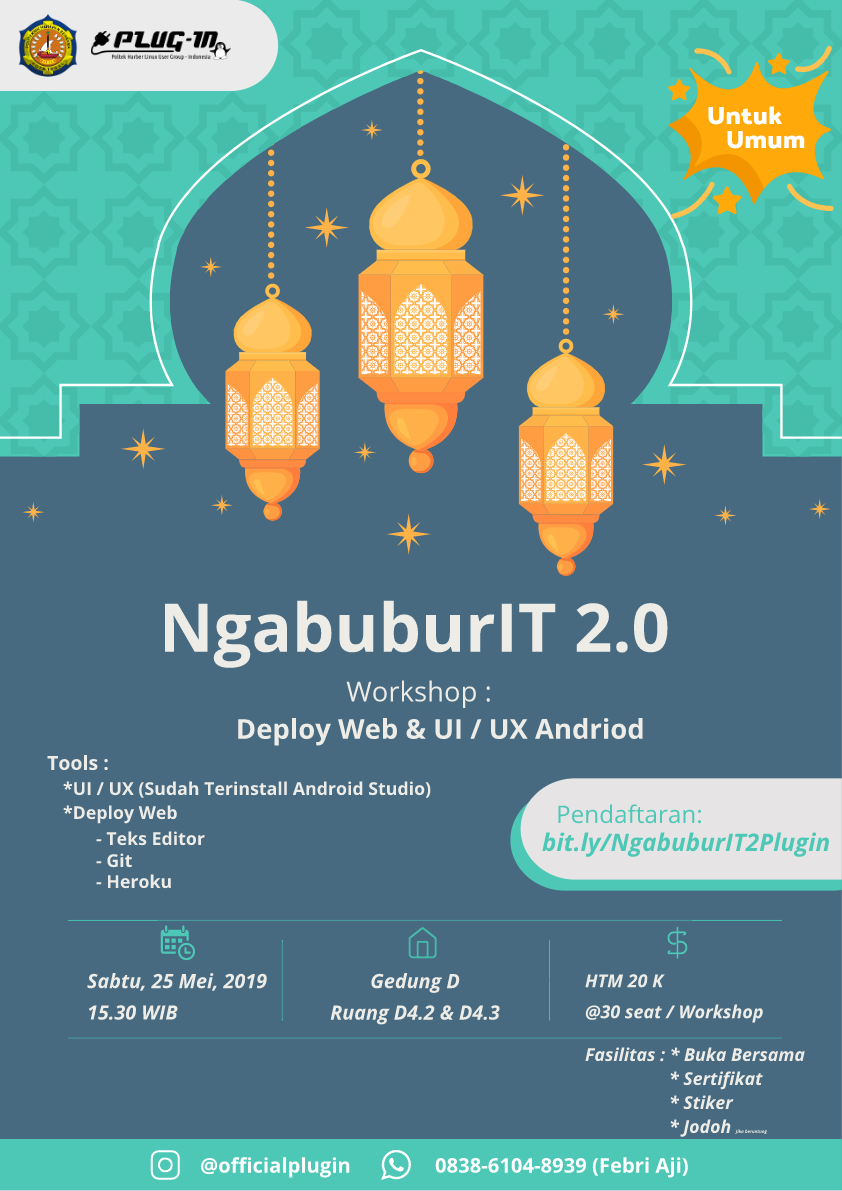 PLUG-IN
Poltek Harber Linux User Group - Indonesia
Untuk
Umum
NgabuburIT 2.0
Workshop :
Deploy Web & UI / UX Andriod
Tools :
*UI / UX (Sudah Terinstall Android Studio)
*Deploy Web
- Teks Editor
- Git
- Heroku
Pendaftaran:
bit.ly/NgabuburIT2Plugin
Sabtu, 25 Mei, 2019
15.30 WIB
Gedung D
Ruang D4.2 & D4.3
HTM 20 K
@30 seat / Workshop
Fasilitas : * Buka Bersama
* Sertifikat
* Stiker
* Jodoh jika beruntung
@officialplugin
0838-6104-8939 (Febri Aji)